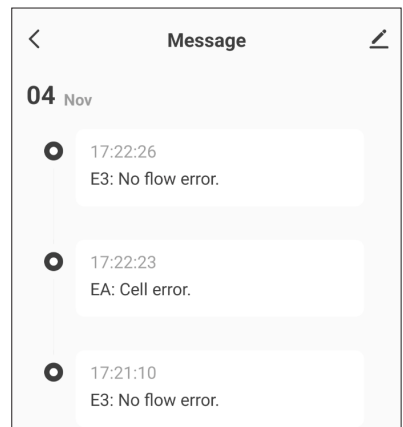 Message
04 Nov
17:22:26
E3: No flow error.
17:22:23
EA: Cell error.
17:21:10
E3: No flow error.